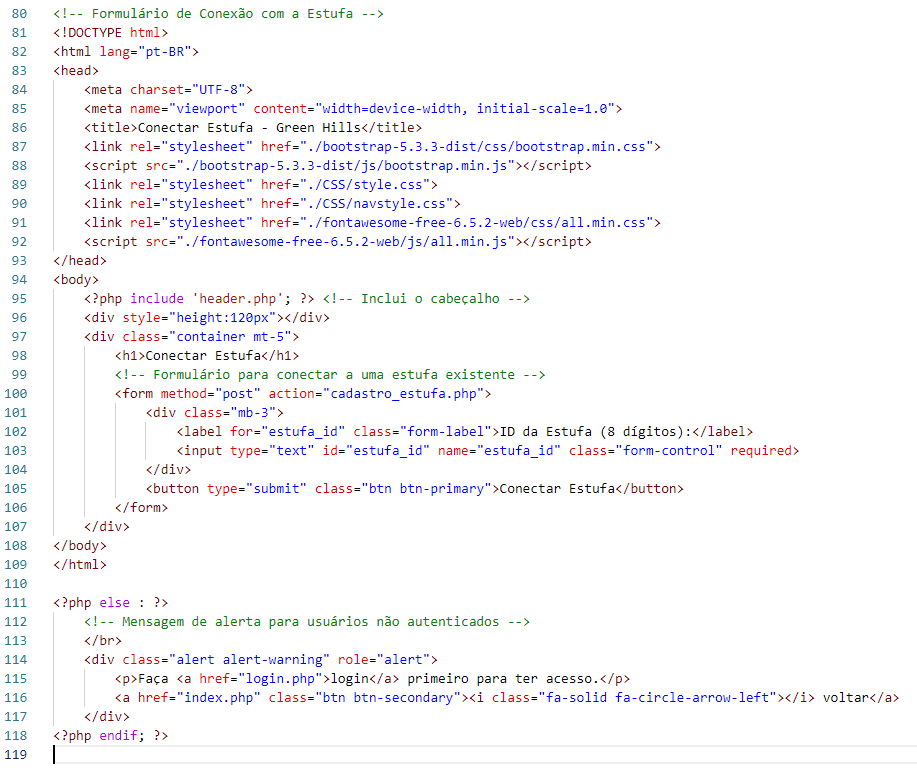 80 <!-- Formulário de Conexão com a Estufa -->
81 <!DOCTYPE html>
82 <html lang="pt-BR">
83 <head>
84     <meta charset="UTF-8">
85     <meta name="viewport" content="width=device-width, initial-scale=1.0">
86     <title>Conectar Estufa - Green Hills</title>
87     <link rel="stylesheet" href="./bootstrap-5.3.3-dist/css/bootstrap.min.css">
88     <script src="./bootstrap-5.3.3-dist/js/bootstrap.min.js"></script>
89     <link rel="stylesheet" href="./CSS/style.css">
90     <link rel="stylesheet" href="./CSS/navstyle.css">
91     <link rel="stylesheet" href="./fontawesome-free-6.5.2-web/css/all.min.css">
92     <script src="./fontawesome-free-6.5.2-web/js/all.min.js"></script>
93 </head>
94 <body>
95     <?php include 'header.php'; ?> <!-- Inclui o cabeçalho -->
96     <div style="height:120px"></div>
97     <div class="container mt-5">
98         <h1>Conectar Estufa</h1>
99         <!-- Formulário para conectar a uma estufa existente -->
100         <form method="post" action="cadastro_estufa.php">
101             <div class="mb-3">
102                 <label for="estufa_id" class="form-label">ID da Estufa (8 dígitos):</label>
103                 <input type="text" id="estufa_id" name="estufa_id" class="form-control" required>
104             </div>
105             <button type="submit" class="btn btn-primary">Conectar Estufa</button>
106         </form>
107     </div>
108 </body>
109 </html>
110
111 <?php else : ?>
112     <!-- Mensagem de alerta para usuários não autenticados -->
113     </br>
114     <div class="alert alert-warning" role="alert">
115         <p>Faça <a href="login.php">login</a> primeiro para ter acesso.</p>
116         <a href="index.php" class="btn btn-secondary"><i class="fa-solid fa-circle-arrow-left"></i> voltar</a>
117     </div>
118 <?php endif; ?>
119